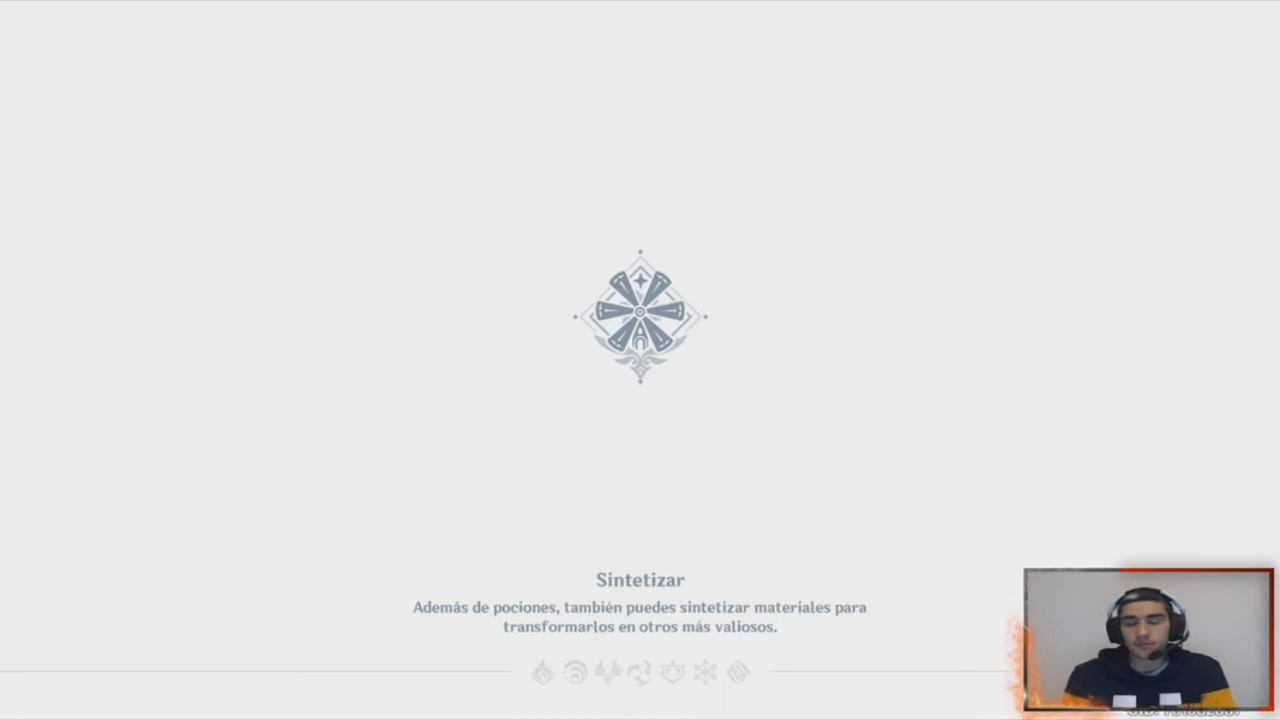 Sintetizar
Además de pociones, también puedes sintetizar materiales para
transformarlos en otros más valiosos.